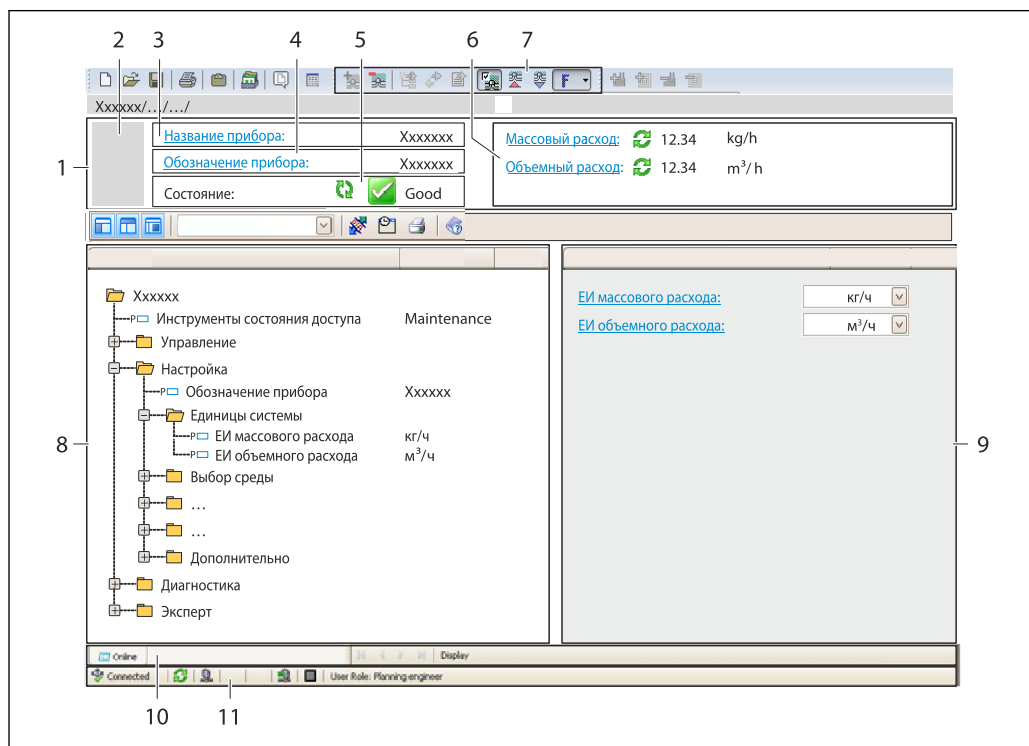 2 3 4 5 6 7
F
Xxxxxx/.../.../
1
Название прибора: Xxxxxxx
Обозначение прибора: Xxxxxxx
Состояние: Good
Массовый расход: 12.34 kg/h
Объемный расход: 12.34 m³/h
Xxxxxx
P Инструменты состояния доступа Maintenance
Управление
Настройка
P Обозначение прибора Xxxxxx
Единицы системы
P ЕИ массового расхода кг/ч
P ЕИ объемного расхода м³/ч
Выбор среды
...
...
Дополнительно
Диагностика
Эксперт
ЕИ массового расхода: кг/ч
ЕИ объемного расхода: м³/ч
8
9
Online Display
Connected User Role: Planning engineer
10 11